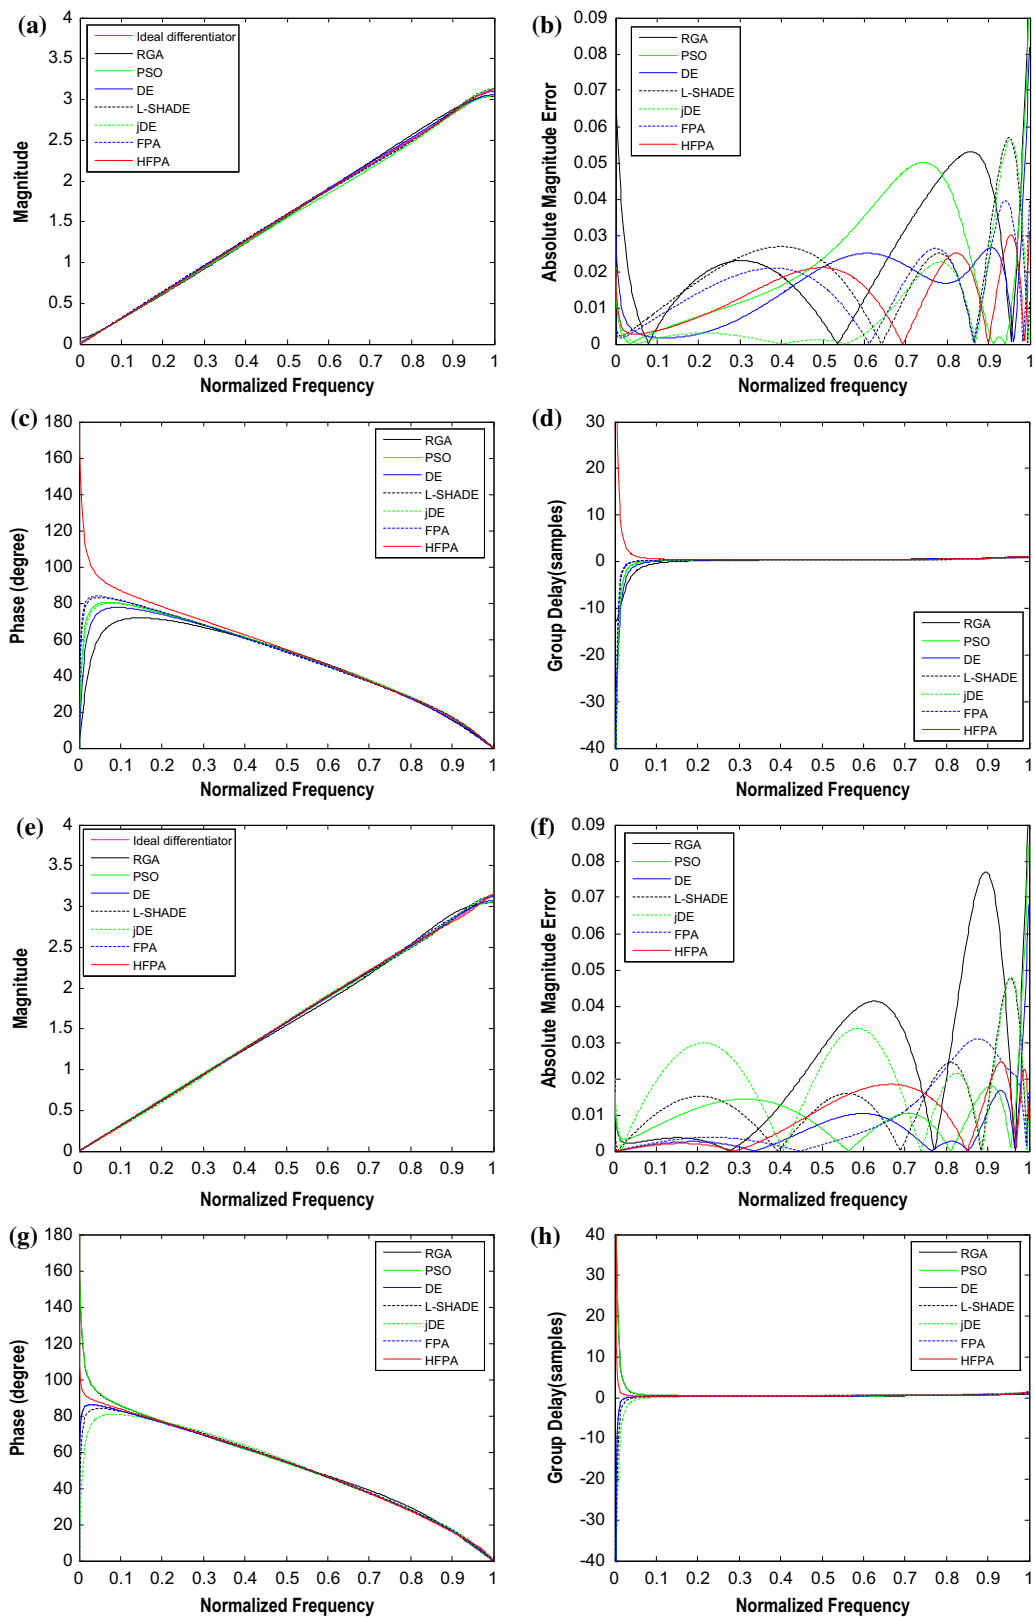 (a)
4
3.5
3
2.5
2
1.5
1
0.5
0
Magnitude
Ideal differentiator
RGA
PSO
DE
L-SHADE
jDE
FPA
HFPA
0 0.1 0.2 0.3 0.4 0.5 0.6 0.7 0.8 0.9 1
Normalized Frequency
(b)
0.09
0.08
0.07
0.06
0.05
0.04
0.03
0.02
0.01
0
Absolute Magnitude Error
RGA
PSO
DE
L-SHADE
jDE
FPA
HFPA
0 0.1 0.2 0.3 0.4 0.5 0.6 0.7 0.8 0.9 1
Normalized frequency
(c)
180
160
140
120
100
80
60
40
20
0
Phase (degree)
RGA
PSO
DE
L-SHADE
jDE
FPA
HFPA
0 0.1 0.2 0.3 0.4 0.5 0.6 0.7 0.8 0.9 1
Normalized Frequency
(d)
30
20
10
0
-10
-20
-30
-40
Group Delay(samples)
RGA
PSO
DE
L-SHADE
jDE
FPA
HFPA
0 0.1 0.2 0.3 0.4 0.5 0.6 0.7 0.8 0.9 1
Normalized Frequency
(e)
4
3.5
3
2.5
2
1.5
1
0.5
0
Magnitude
Ideal differentiator
RGA
PSO
DE
L-SHADE
jDE
FPA
HFPA
0 0.1 0.2 0.3 0.4 0.5 0.6 0.7 0.8 0.9 1
Normalized Frequency
(f)
0.09
0.08
0.07
0.06
0.05
0.04
0.03
0.02
0.01
0
Absolute Magnitude Error
RGA
PSO
DE
L-SHADE
jDE
FPA
HFPA
0 0.1 0.2 0.3 0.4 0.5 0.6 0.7 0.8 0.9 1
Normalized frequency
(g)
180
160
140
120
100
80
60
40
20
0
Phase (degree)
RGA
PSO
DE
L-SHADE
jDE
FPA
HFPA
0 0.1 0.2 0.3 0.4 0.5 0.6 0.7 0.8 0.9 1
Normalized Frequency
(h)
40
30
20
10
0
-10
-20
-30
-40
Group Delay(samples)
RGA
PSO
DE
L-SHADE
jDE
FPA
HFPA
0 0.1 0.2 0.3 0.4 0.5 0.6 0.7 0.8 0.9 1
Normalized Frequency